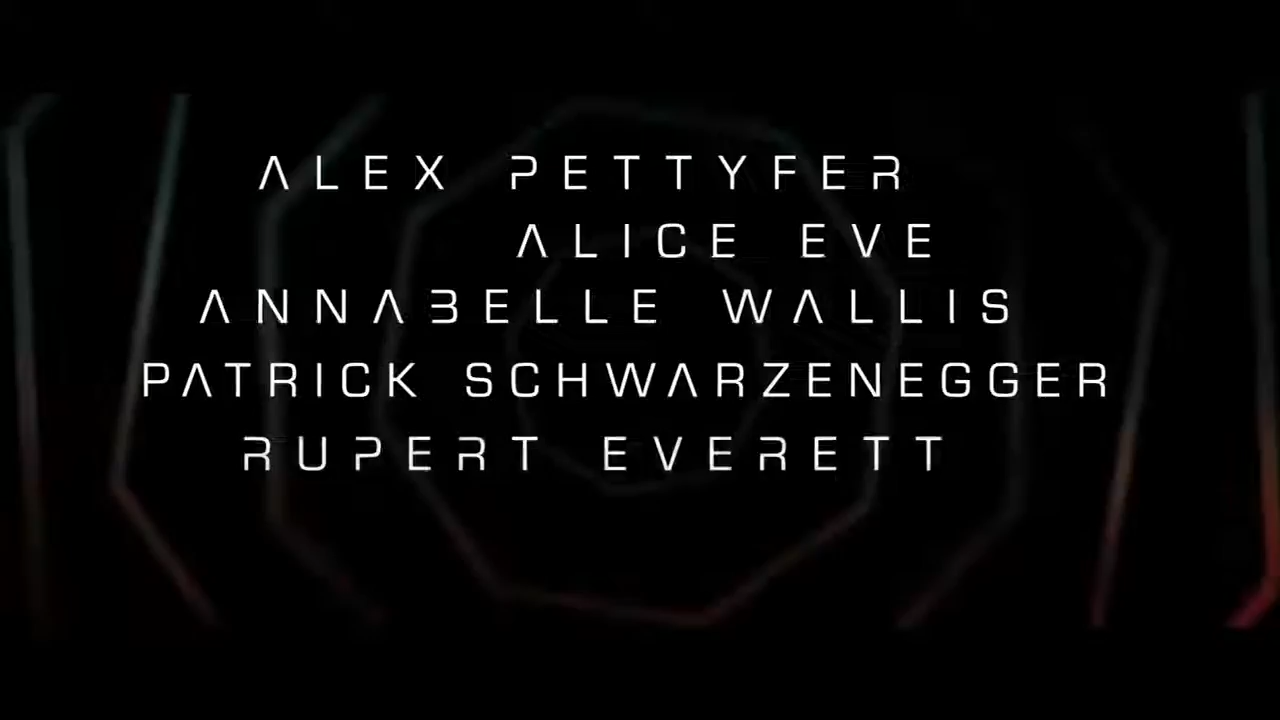 ALEX PETTYFER
ALICE EVE
ANNABELLE WALLIS
PATRICK SCHWARZENEGGER
RUPERT EVERETT